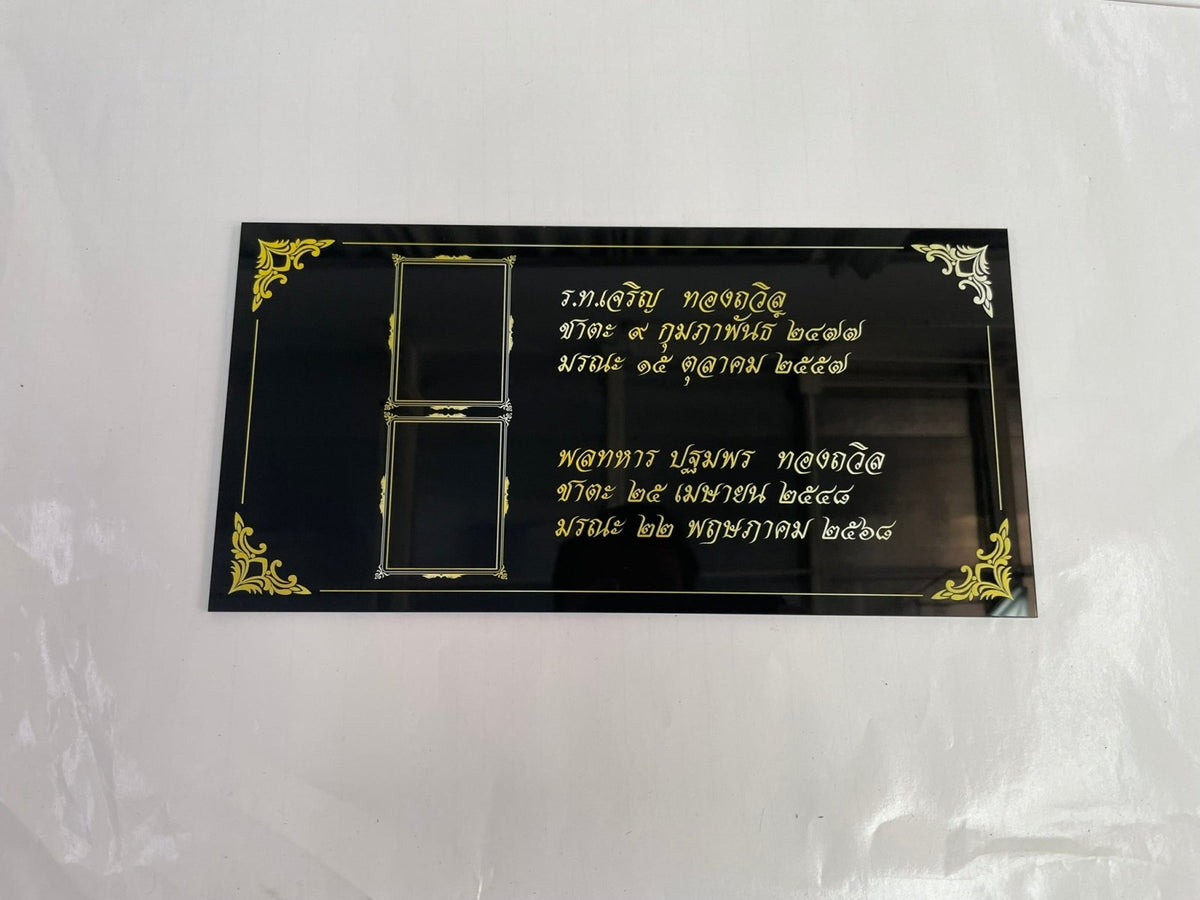 ร.ท.เจริญ ทองถวิล
ชาตะ ๙ กุมภาพันธ์ ๒๔๗๗
มรณะ ๑๕ ตุลาคม ๒๕๕๗
พลทหาร ปฐมพร ทองถวิล
ชาตะ ๒๕ เมษายน ๒๕๔๘
มรณะ ๒๒ พฤษภาคม ๒๕๖๘